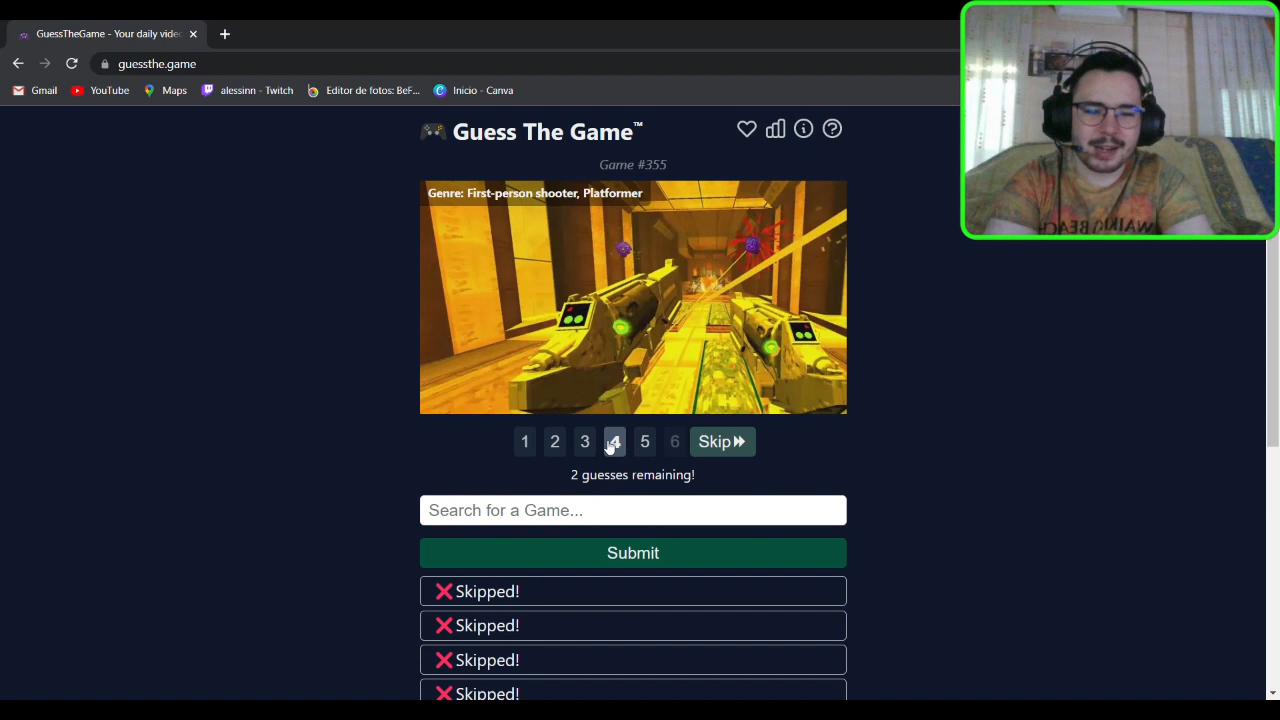 GuessTheGame - Your daily vide
guessthe.game
Gmail YouTube Maps alessinn - Twitch Editor de fotos: BeF... Inicio - Canva
Guess The Game™
Game #355
Genre: First-person shooter, Platformer
1 2 3 4 5 6 Skip
2 guesses remaining!
Search for a Game...
Submit
❌Skipped!
❌Skipped!
❌Skipped!
❌Skipped!